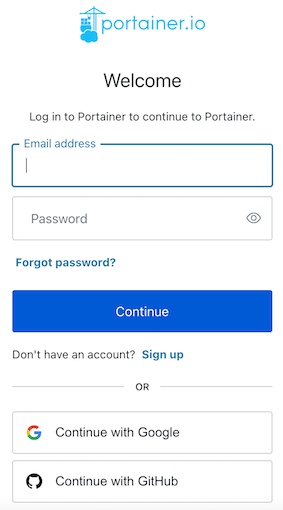 portainer.io
Welcome
Log in to Portainer to continue to Portainer.
Email address
Password
Forgot password?
Continue
Don't have an account? Sign up
OR
Continue with Google
Continue with GitHub